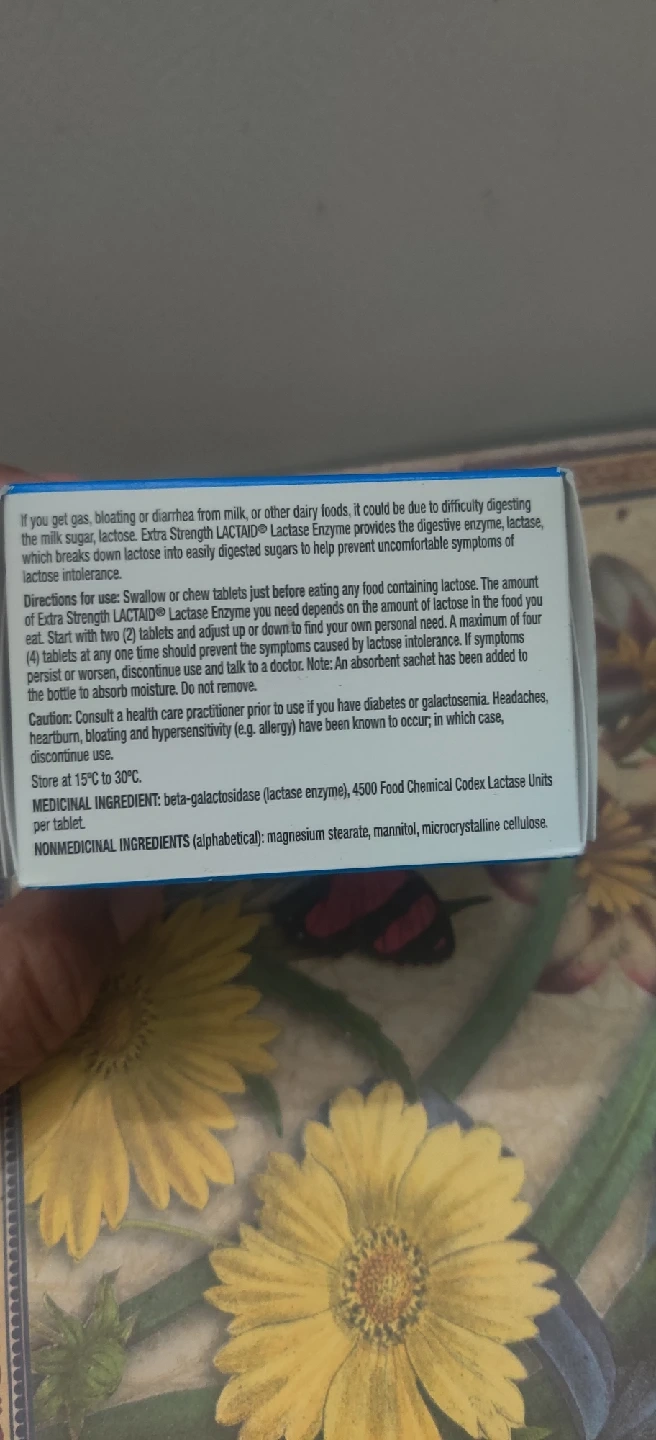 If you get gas, bloating or diarrhea from milk, or other dairy foods, it could be due to difficulty digesting
the milk sugar, lactose. Extra Strength LACTAID® Lactase Enzyme provides the digestive enzyme, lactase,
which breaks down lactose into easily digested sugars to help prevent uncomfortable symptoms of
lactose intolerance.
Directions for use: Swallow or chew tablets just before eating any food containing lactose. The amount
of Extra Strength LACTAID® Lactase Enzyme you need depends on the amount of lactose in the food you
eat. Start with two (2) tablets and adjust up or down to find your own personal need. A maximum of four
(4) tablets at any one time should prevent the symptoms caused by lactose intolerance. If symptoms
persist or worsen, discontinue use and talk to a doctor. Note: An absorbent sachet has been added to
the bottle to absorb moisture. Do not remove.
Caution: Consult a health care practitioner prior to use if you have diabetes or galactosemia. Headaches,
heartburn, bloating and hypersensitivity (e.g. allergy) have been known to occur; in which case,
discontinue use.
Store at 15ºC to 30ºC.
MEDICINAL INGREDIENT: beta-galactosidase (lactase enzyme), 4500 Food Chemical Codex Lactase Units
per tablet.
NONMEDICINAL INGREDIENTS (alphabetical): magnesium stearate, mannitol, microcrystalline cellulose.